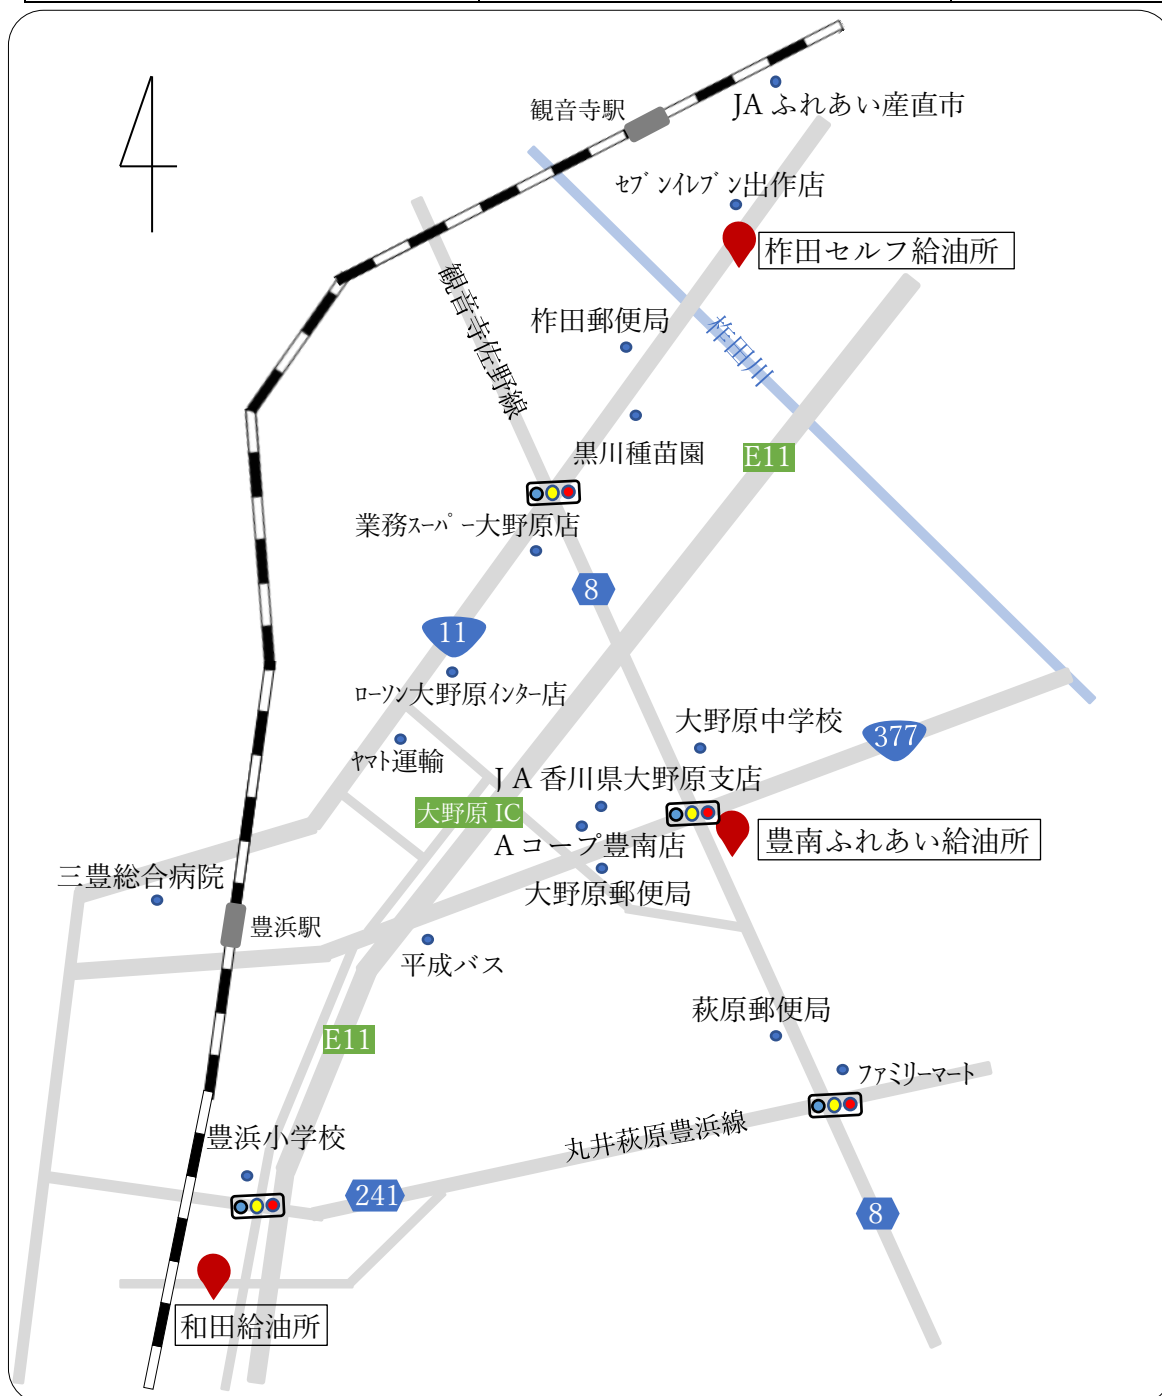 観音寺駅
JA ふれあい産直市
ｾﾌﾞﾝｲﾚﾌﾞﾝ出作店
柞田セルフ給油所
観音寺佐野線
柞田郵便局
柞田川
黒川種苗園
E11
業務ｽｰﾊﾟｰ大野原店
8
11
ﾛｰｿﾝ大野原ｲﾝﾀｰ店
大野原中学校
377
ﾔﾏﾄ運輸
ＪＡ香川県大野原支店
大野原 IC
Aコープ豊南店
豊南ふれあい給油所
三豊総合病院
大野原郵便局
豊浜駅
平成バス
萩原郵便局
E11
ﾌｧﾐﾘｰﾏｰﾄ
豊浜小学校
丸井萩原豊浜線
241
8
和田給油所